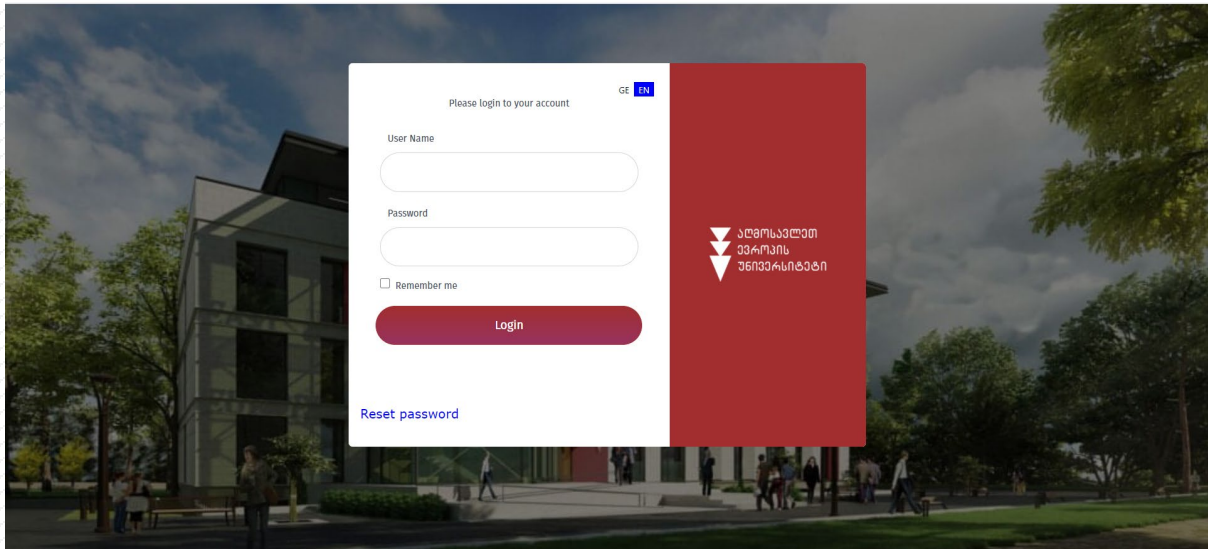 GE EN
Please login to your account
User Name
Password
Remember me
Login
Reset password
აღმოსავლეთ
ევროპის
უნივერსიტეტი